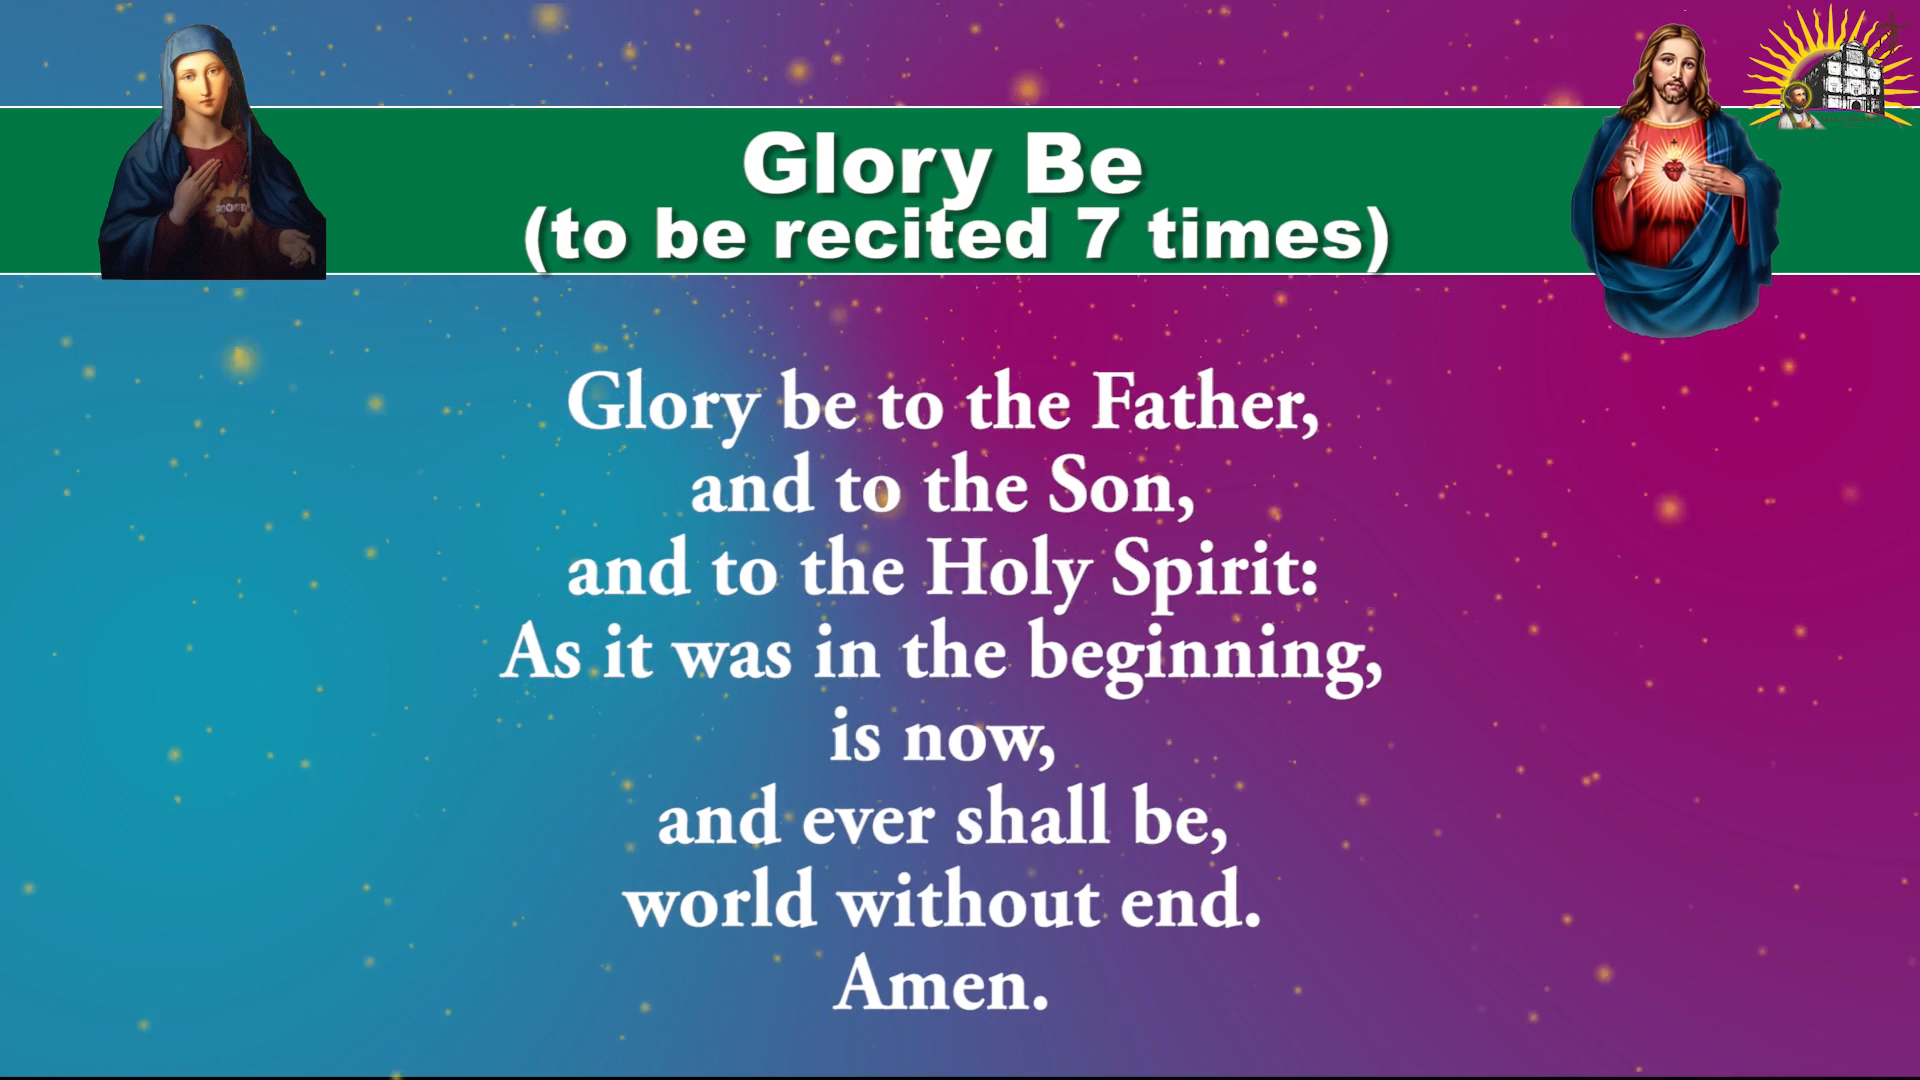 Glory Be
(to be recited 7 times)
Glory be to the Father,
and to the Son,
and to the Holy Spirit:
As it was in the beginning,
is now,
and ever shall be,
world without end.
Amen.